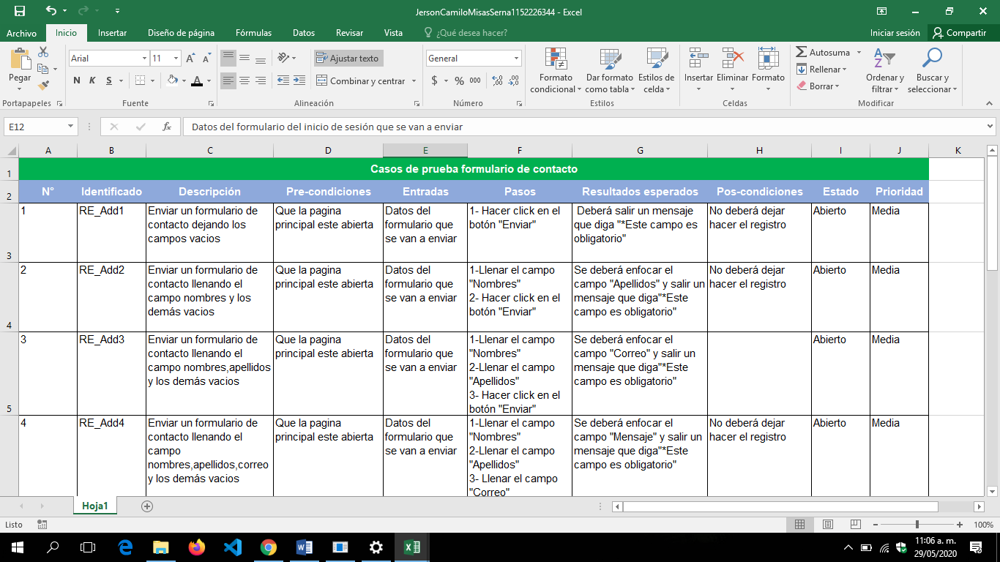 JersonCamiloMisasSerna1152226344 - Excel
Archivo Inicio Insertar Diseño de página Fórmulas Datos Revisar Vista ¿Qué desea hacer? Iniciar sesión Compartir
Pegar
Portapapeles
Arial 11
N K S
Fuente
Ajustar texto
Combinar y centrar
Alineación
General
$ % 000
Número
Formato condicional
Dar formato como tabla
Estilos de celda
Estilos
Insertar Eliminar Formato
Celdas
Autosuma
Rellenar
Borrar
Ordenar y filtrar
Buscar y seleccionar
Modificar
E12 fx Datos del formulario del inicio de sesión que se van a enviar
A B C D E F G H I J K
1 Casos de prueba formulario de contacto
2 N° Identificado Descripción Pre-condiciones Entradas Pasos Resultados esperados Pos-condiciones Estado Prioridad
3
1
RE_Add1
Enviar un formulario de
contacto dejando los
campos vacios
Que la pagina
principal este abierta
Datos del
formulario que
se van a enviar
1- Hacer click en el
botón "Enviar"
Deberá salir un mensaje
que diga "*Este campo es
obligatorio"
No deberá dejar
hacer el registro
Abierto
Media
4
2
RE_Add2
Enviar un formulario de
contacto llenando el
campo nombres y los
demás vacios
Que la pagina
principal este abierta
Datos del
formulario que
se van a enviar
1-Llenar el campo
"Nombres"
2- Hacer click en el
botón "Enviar"
Se deberá enfocar el
campo "Apellidos" y salir un
mensaje que diga"*Este
campo es obligatorio"
No deberá dejar
hacer el registro
Abierto
Media
5
3
RE_Add3
Enviar un formulario de
contacto llenando el
campo nombres,apellidos
y los demás vacios
Que la pagina
principal este abierta
Datos del
formulario que
se van a enviar
1-Llenar el campo
"Nombres"
2-Llenar el campo
"Apellidos"
3- Hacer click en el
botón "Enviar"
Se deberá enfocar el
campo "Correo" y salir un
mensaje que diga"*Este
campo es obligatorio"
Abierto
Media
4
RE_Add4
Enviar un formulario de
contacto llenando el
campo
nombres,apellidos,correo
y los demás vacios
Que la pagina
principal este abierta
Datos del
formulario que
se van a enviar
1-Llenar el campo
"Nombres"
2-Llenar el campo
"Apellidos"
3- Llenar el campo
"Correo"
Se deberá enfocar el
campo "Mensaje" y salir un
mensaje que diga"*Este
campo es obligatorio"
No deberá dejar
hacer el registro
Abierto
Media
Hoja1
Listo
100%
11:06 a. m.
29/05/2020